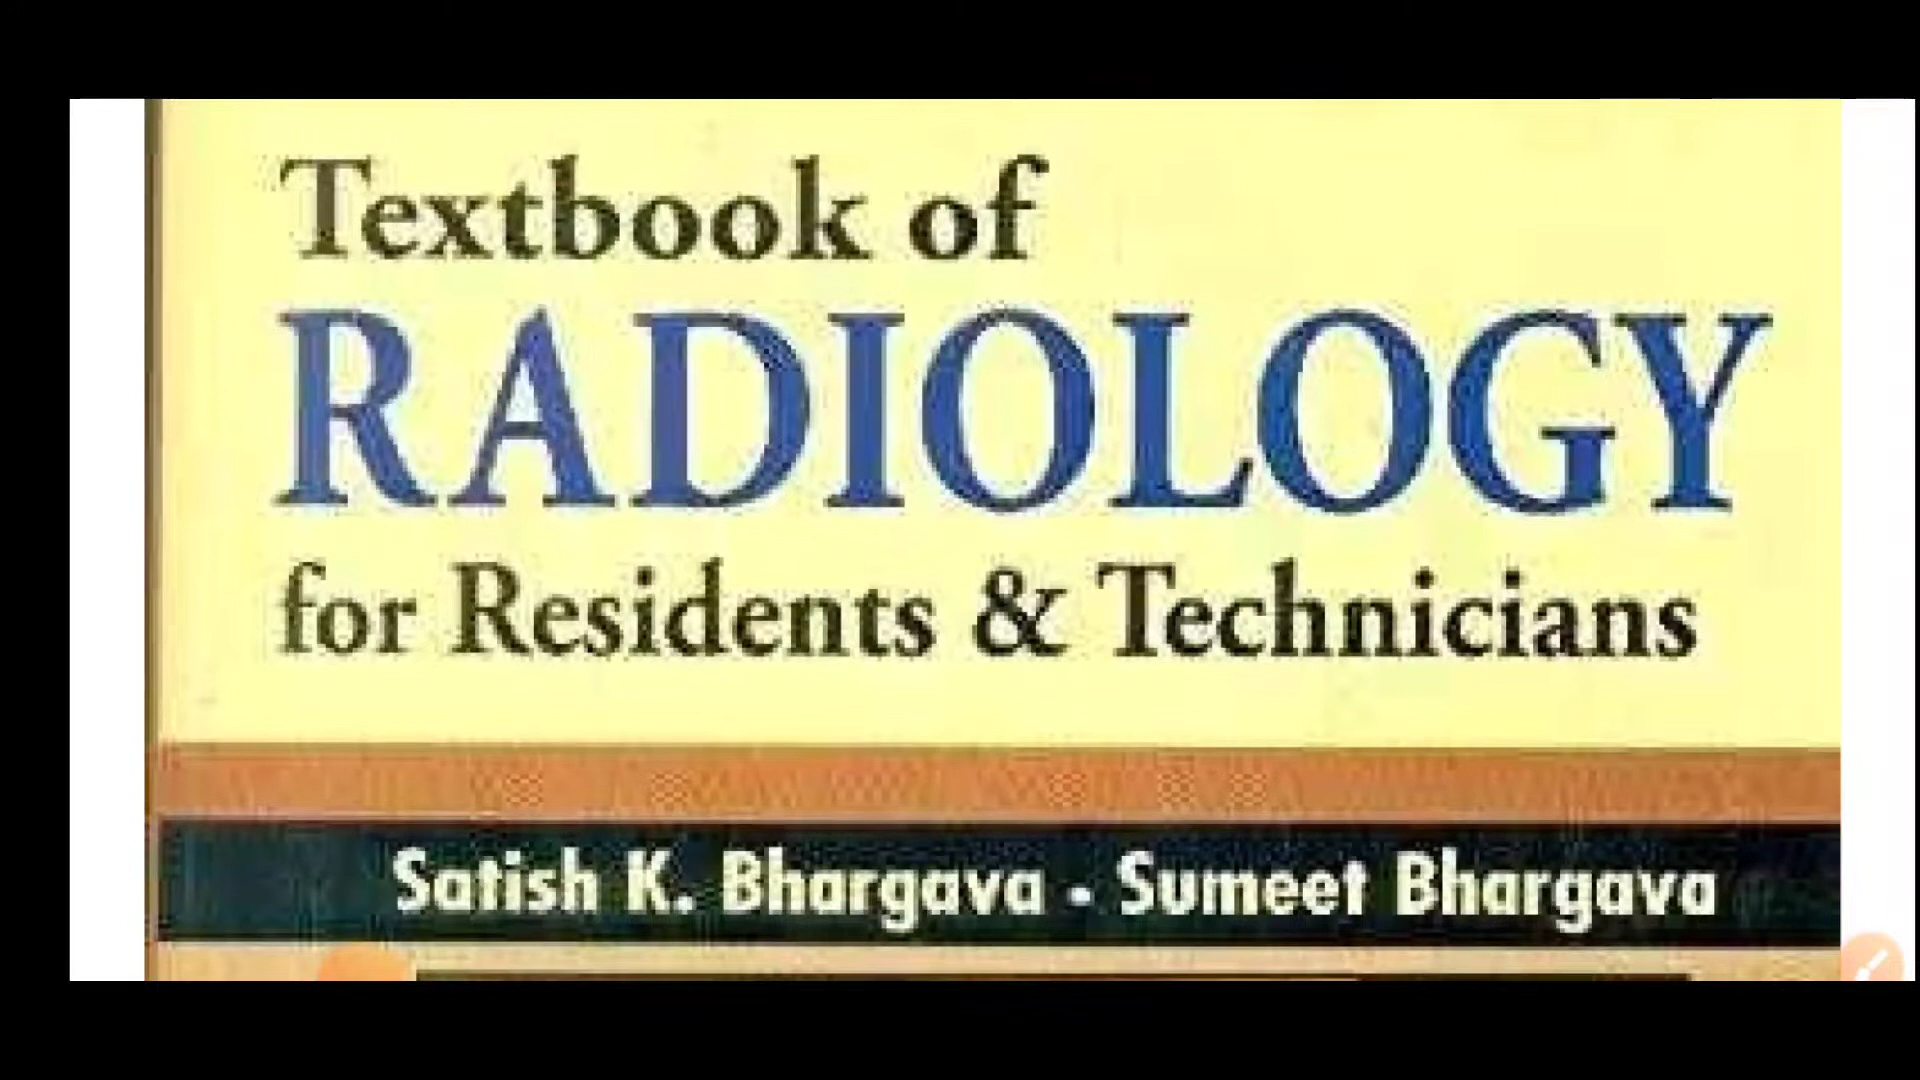 Textbook of
RADIOLOGY
for Residents & Technicians
Satish K. Bhargava • Sumeet Bhargava